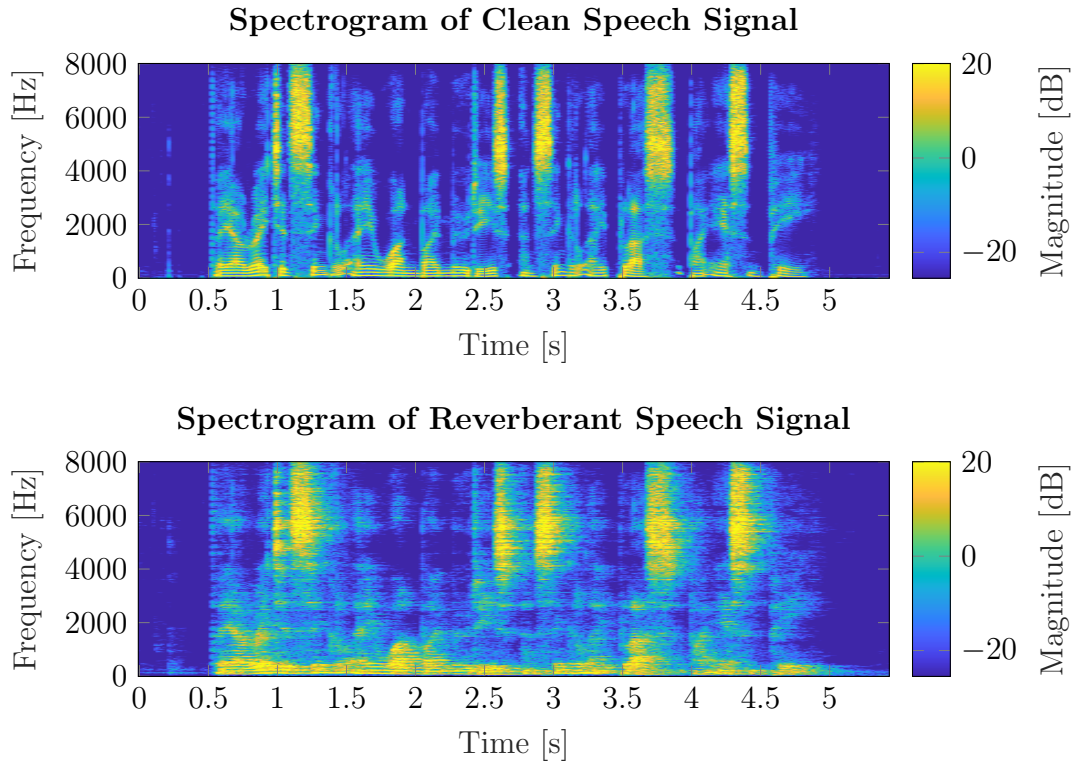 Spectrogram of Clean Speech Signal
8000
6000
4000
2000
0
Frequency [Hz]
0 0.5 1 1.5 2 2.5 3 3.5 4 4.5 5
Time [s]
20
0
−20
Magnitude [dB]
Spectrogram of Reverberant Speech Signal
8000
6000
4000
2000
0
Frequency [Hz]
0 0.5 1 1.5 2 2.5 3 3.5 4 4.5 5
Time [s]
20
0
−20
Magnitude [dB]